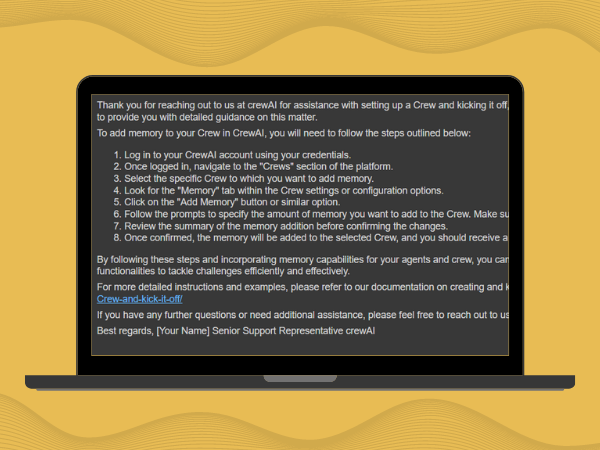 Thank you for reaching out to us at crewAI for assistance with setting up a Crew and kicking it off,
to provide you with detailed guidance on this matter.
To add memory to your Crew in CrewAI, you will need to follow the steps outlined below:
1. Log in to your CrewAI account using your credentials.
2. Once logged in, navigate to the "Crews" section of the platform.
3. Select the specific Crew to which you want to add memory.
4. Look for the "Memory" tab within the Crew settings or configuration options.
5. Click on the "Add Memory" button or similar option.
6. Follow the prompts to specify the amount of memory you want to add to the Crew. Make su
7. Review the summary of the memory addition before confirming the changes.
8. Once confirmed, the memory will be added to the selected Crew, and you should receive a
By following these steps and incorporating memory capabilities for your agents and crew, you can
functionalities to tackle challenges efficiently and effectively.
For more detailed instructions and examples, please refer to our documentation on creating and k
Crew-and-kick-it-off/
If you have any further questions or need additional assistance, please feel free to reach out to us
Best regards, [Your Name] Senior Support Representative crewAI